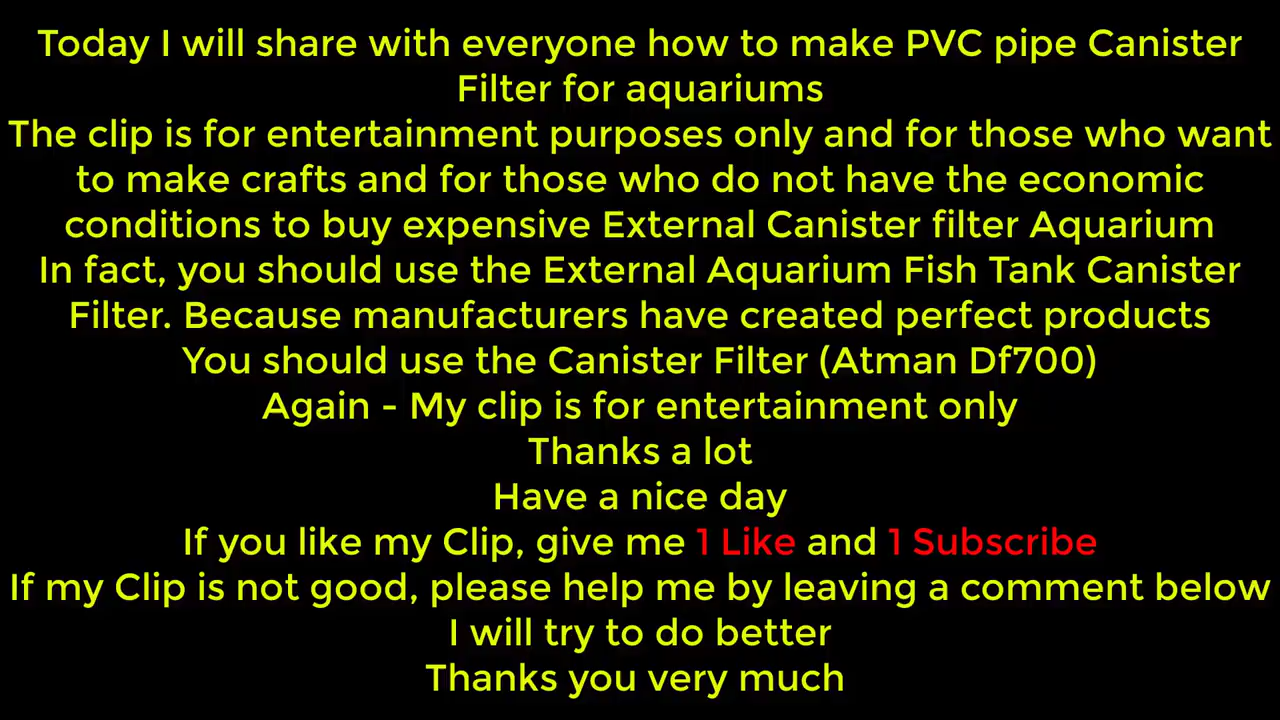 Today I will share with everyone how to make PVC pipe Canister
Filter for aquariums
The clip is for entertainment purposes only and for those who want
to make crafts and for those who do not have the economic
conditions to buy expensive External Canister filter Aquarium
In fact, you should use the External Aquarium Fish Tank Canister
Filter. Because manufacturers have created perfect products
You should use the Canister Filter (Atman Df700)
Again - My clip is for entertainment only
Thanks a lot
Have a nice day
If you like my Clip, give me 1 Like and 1 Subscribe
If my Clip is not good, please help me by leaving a comment below
I will try to do better
Thanks you very much